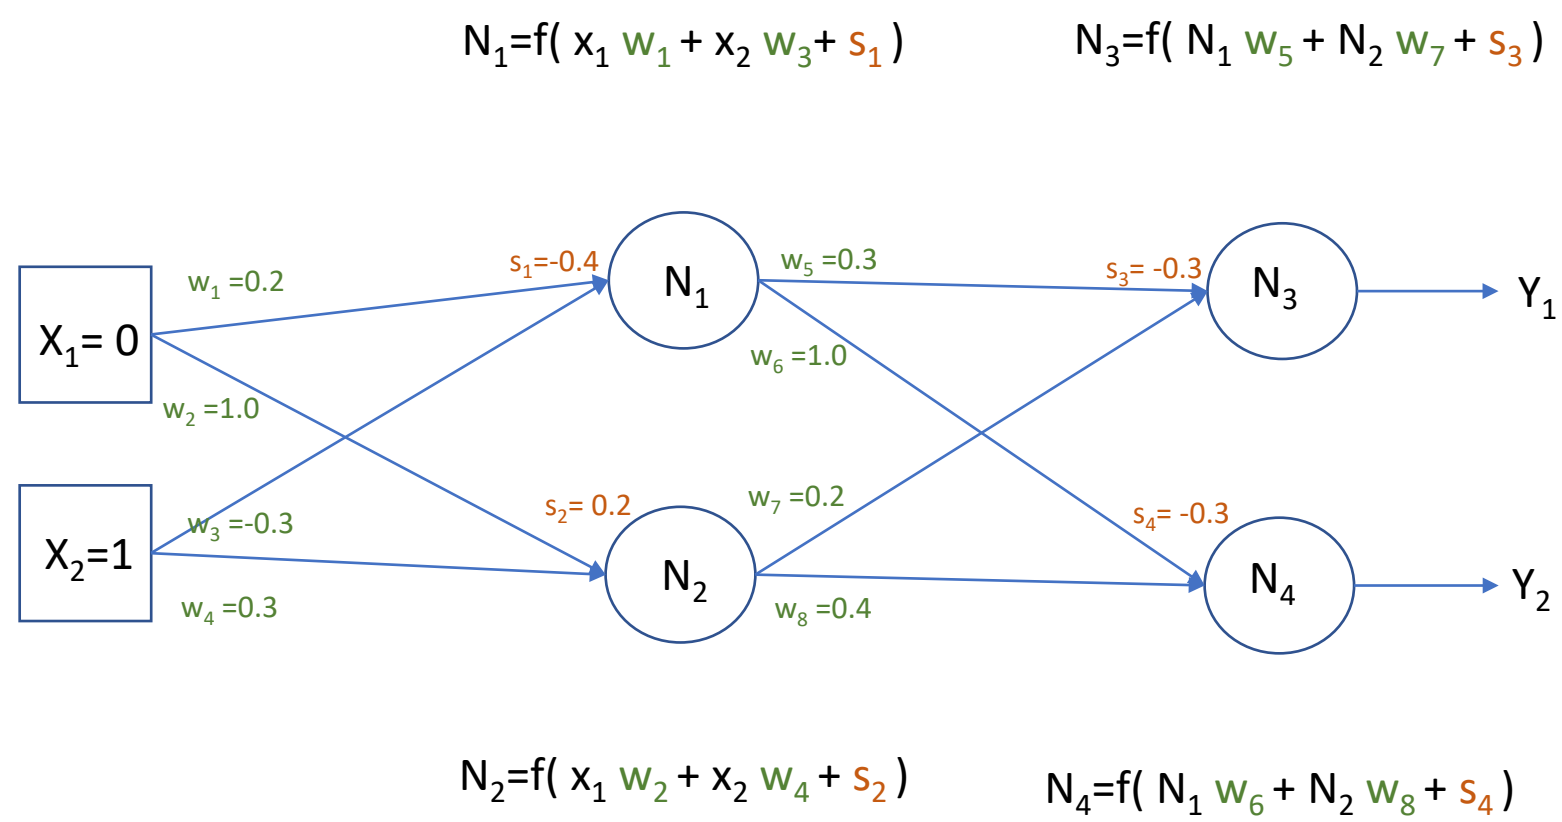 N₁=f( x₁ w₁ + x₂ w₃+ s₁ )
N₃=f( N₁ w₅ + N₂ w₇ + s₃ )
X₁= 0
w₁ =0.2
s₁=-0.4
N₁
w₅ =0.3
s₃= -0.3
N₃
Y₁
w₂ =1.0
w₆ =1.0
X₂=1
w₃ =-0.3
s₂= 0.2
w₇ =0.2
s₄= -0.3
w₄ =0.3
N₂
w₈ =0.4
N₄
Y₂
N₂=f( x₁ w₂ + x₂ w₄ + s₂ )
N₄=f( N₁ w₆ + N₂ w₈ + s₄ )